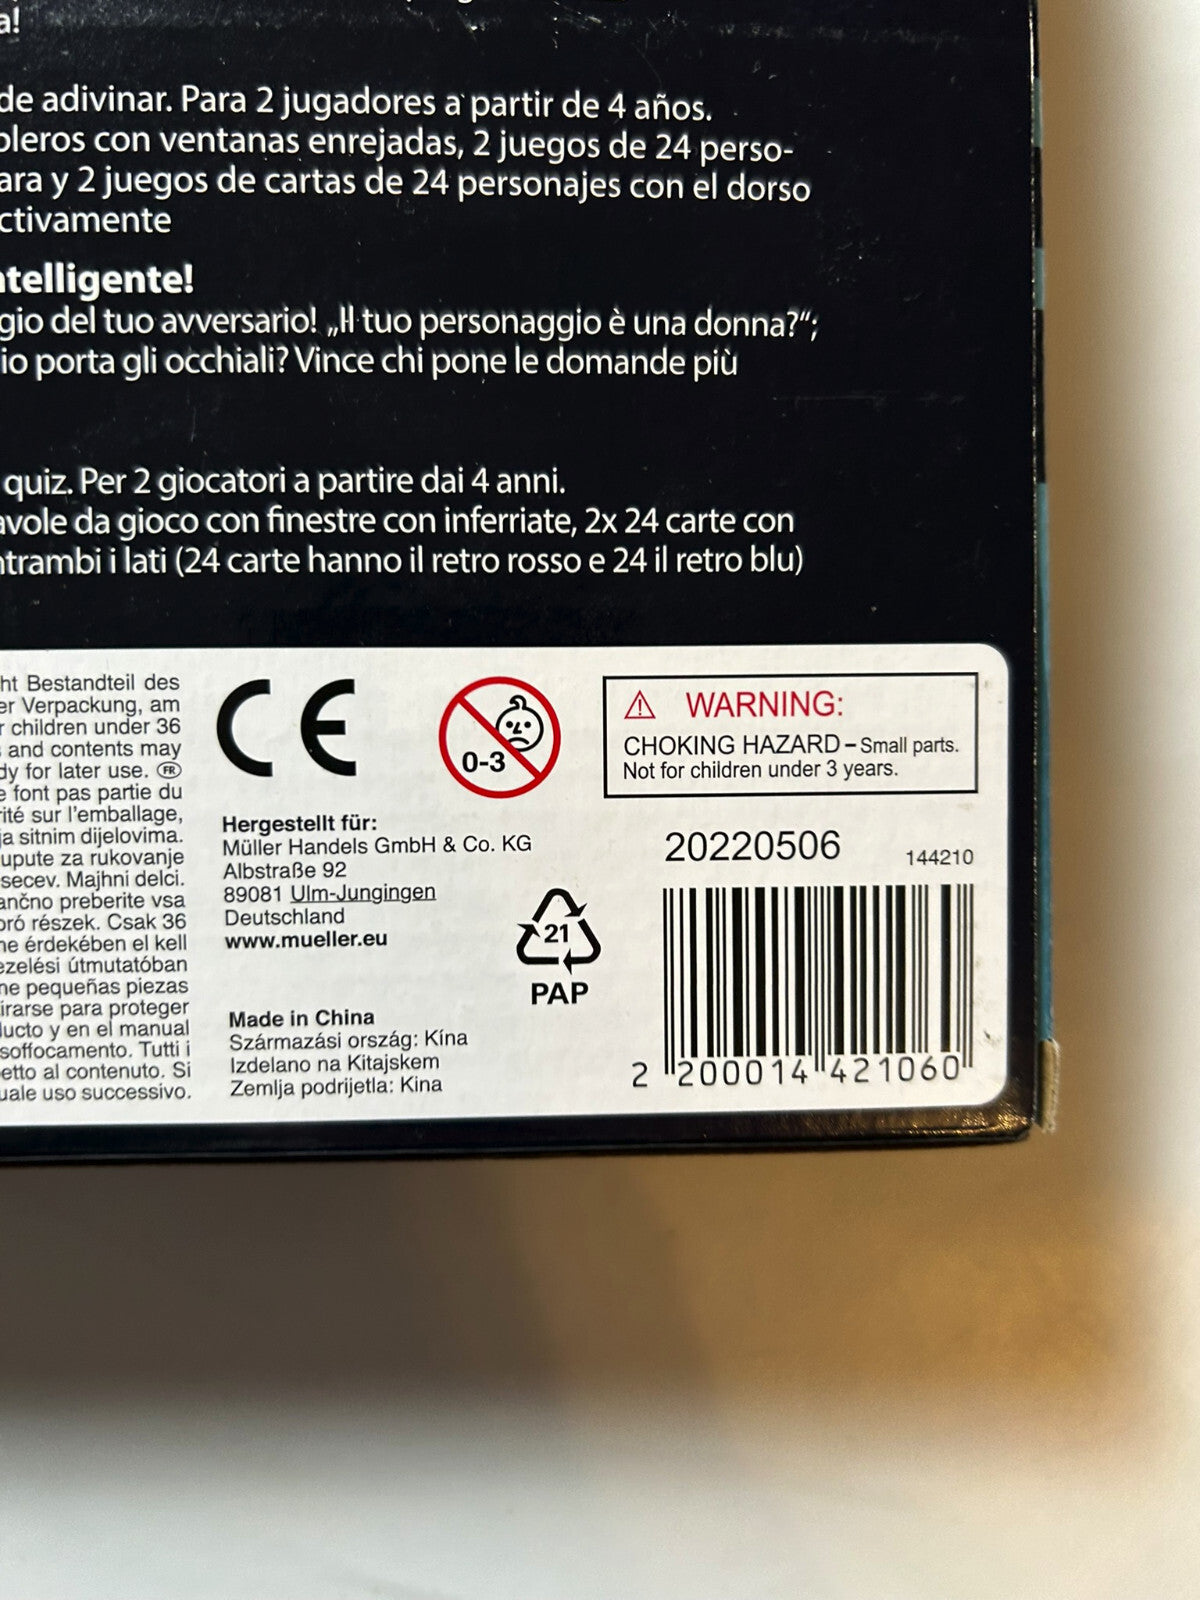 a!
de adivinar. Para 2 jugadores a partir de 4 años.
bleros con ventanas enrejadas, 2 juegos de 24 perso-
ara y 2 juegos de cartas de 24 personajes con el dorso
ctivamente
ntelligente!
gio del tuo avversario! „Il tuo personaggio è una donna?“;
io porta gli occhiali? Vince chi pone le domande più
quiz. Per 2 giocatori a partire dai 4 anni.
avole da gioco con finestre con inferriate, 2x 24 carte con
ntrambi i lati (24 carte hanno il retro rosso e 24 il retro blu)
ht Bestandteil des
er Verpackung, am
r children under 36
and contents may
dy for later use. FR
e font pas partie du
rité sur l'emballage,
ja sitnim dijelovima.
upute za rukovanje
secev. Majhni delci.
ančno preberite vsa
pró részek. Csak 36
ne érdekében el kell
ezelési útmutatóban
ne pequeñas piezas
irarse para proteger
ucto y en el manual
soffocamento. Tutti i
etto al contenuto. Si
uale uso successivo.
CE
0-3
WARNING:
CHOKING HAZARD – Small parts.
Not for children under 3 years.
Hergestellt für:
Müller Handels GmbH & Co. KG
Albstraße 92
89081 Ulm-Jungingen
Deutschland
www.mueller.eu
21
PAP
Made in China
Származási ország: Kína
Izdelano na Kitajskem
Zemlja podrijetla: Kina
20220506
144210
2 200014 421060